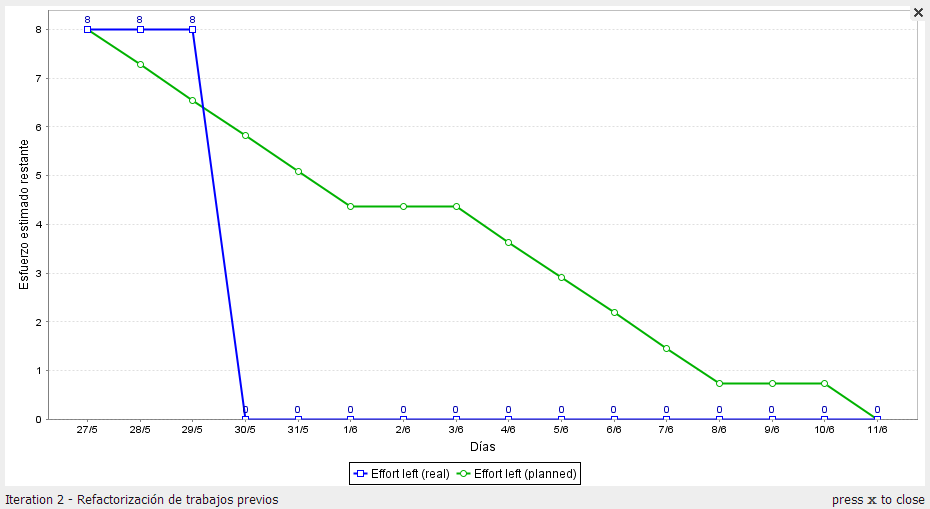 x
8 8 8
8
7
6
5
4
3
2
1
0
Esfuerzo estimado restante
0 0 0 0 0 0 0 0 0 0 0 0 0
27/5 28/5 29/5 30/5 31/5 1/6 2/6 3/6 4/6 5/6 6/6 7/6 8/6 9/6 10/6 11/6
Días
Effort left (real) Effort left (planned)
Iteration 2 - Refactorización de trabajos previos press x to close